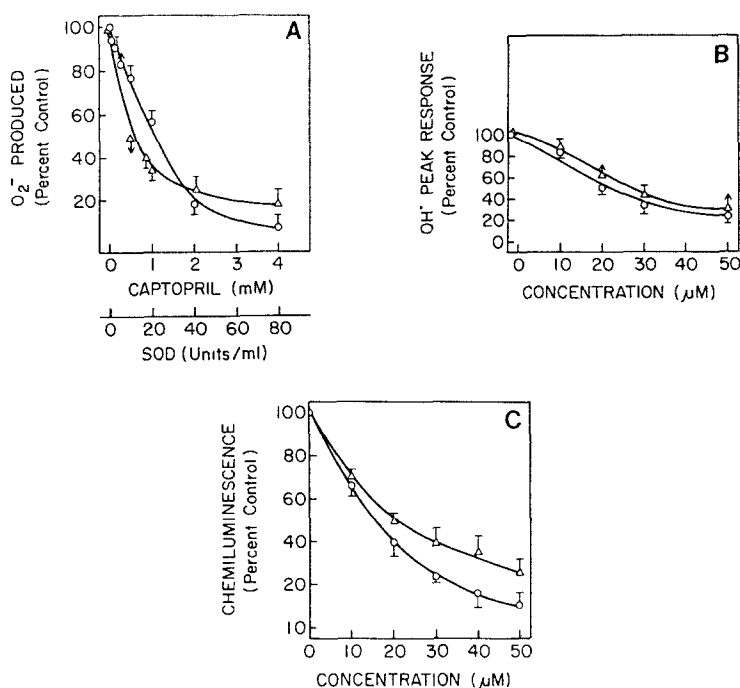 A
O₂⁻ PRODUCED
(Percent Control)
100
80
60
40
20
0 1 2 3 4
CAPTOPRIL (mM)
0 20 40 60 80
SOD (Units/ml)
B
OH· PEAK RESPONSE
(Percent Control)
100
80
60
40
20
0
0 10 20 30 40 50
CONCENTRATION (μM)
C
CHEMILUMINESCENCE
(Percent Control)
100
80
60
40
20
10
0 10 20 30 40 50
CONCENTRATION (μM)